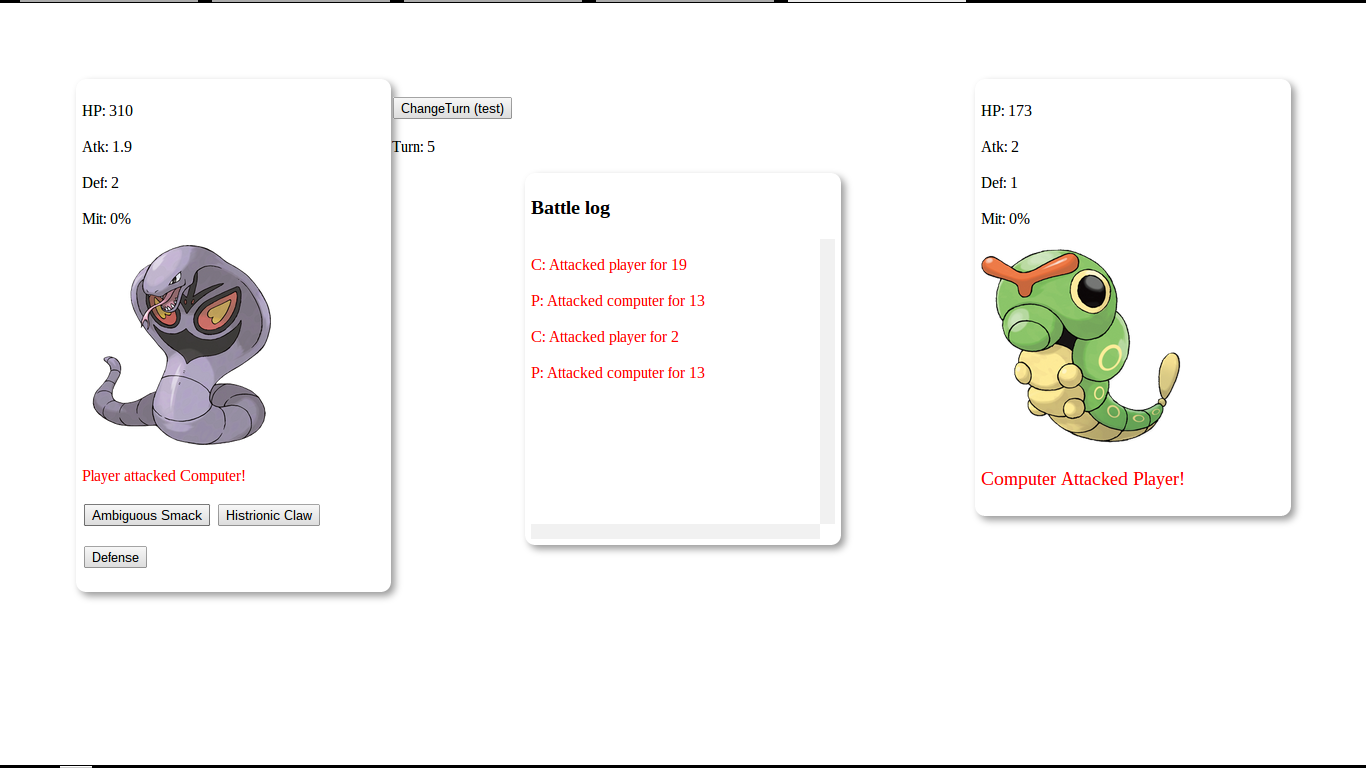 HP: 310
Atk: 1.9
Def: 2
Mit: 0%
Player attacked Computer!
Ambiguous Smack
Histrionic Claw
Defense
ChangeTurn (test)
Turn: 5
Battle log
C: Attacked player for 19
P: Attacked computer for 13
C: Attacked player for 2
P: Attacked computer for 13
HP: 173
Atk: 2
Def: 1
Mit: 0%
Computer Attacked Player!